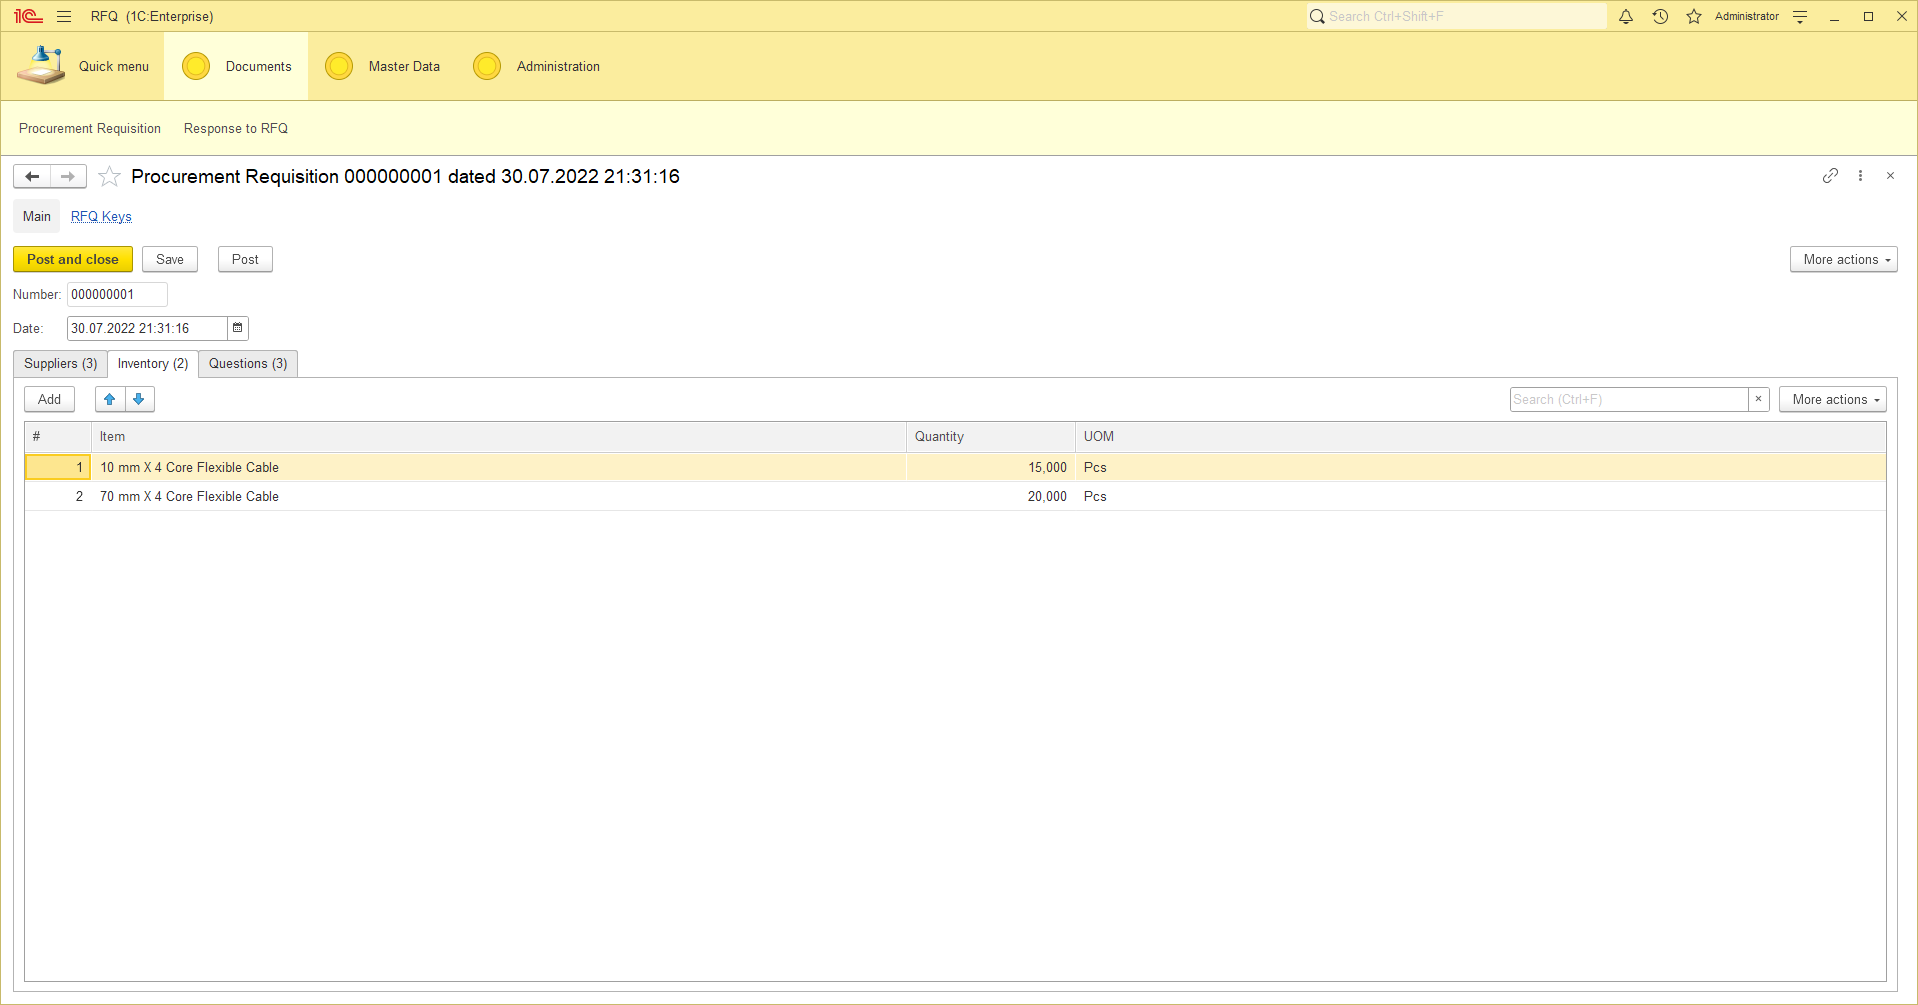 1C RFQ (1C:Enterprise) Search Ctrl+Shift+F Administrator
Quick menu Documents Master Data Administration
Procurement Requisition Response to RFQ
Procurement Requisition 000000001 dated 30.07.2022 21:31:16
Main RFQ Keys
Post and close Save Post More actions
Number: 000000001
Date: 30.07.2022 21:31:16
Suppliers (3) Inventory (2) Questions (3)
Add Search (Ctrl+F) × More actions
# Item Quantity UOM
1 10 mm X 4 Core Flexible Cable 15,000 Pcs
2 70 mm X 4 Core Flexible Cable 20,000 Pcs